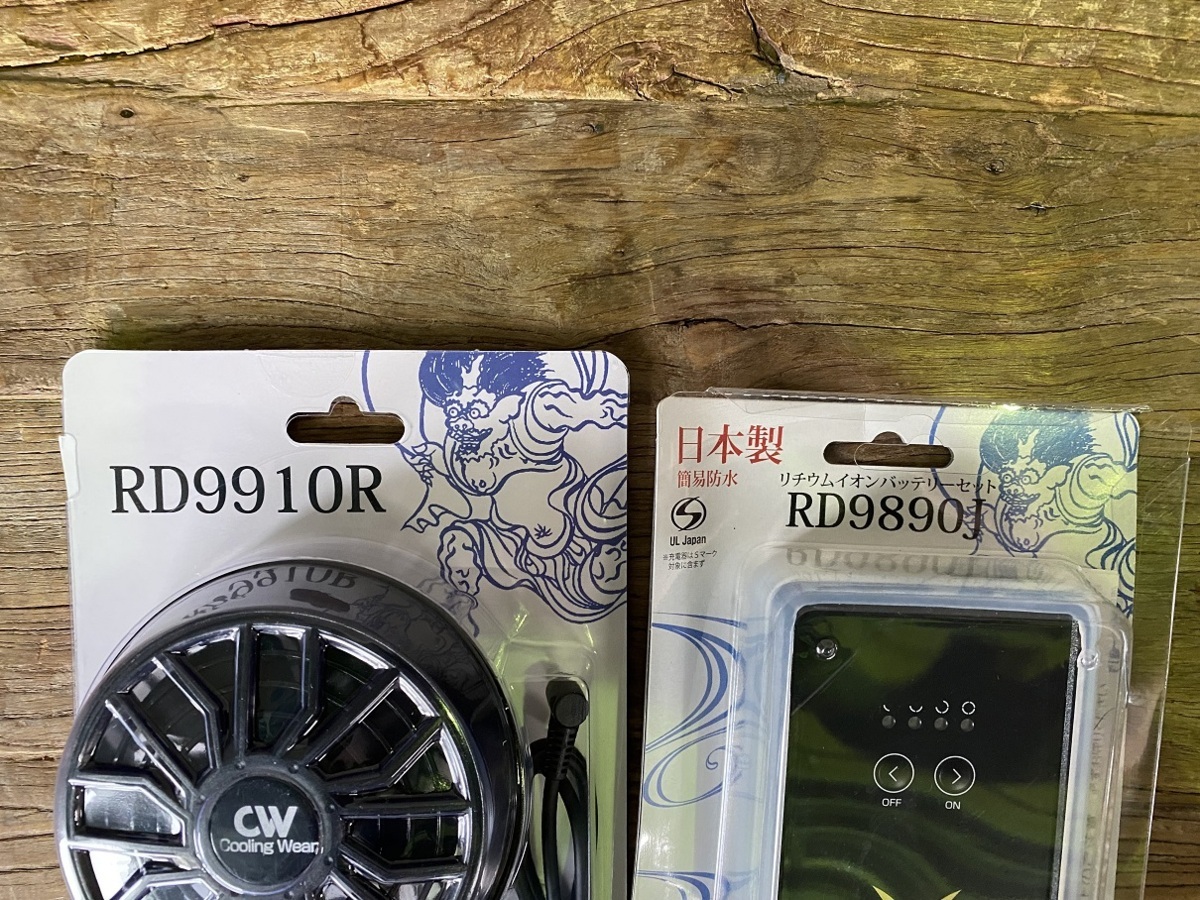 RD9910R
CW
Cooling Wear
日本製
簡易防水
リチウムイオンバッテリーセット
RD9890J
UL Japan
※充電器はSマーク
対象に含まず
OFF
ON